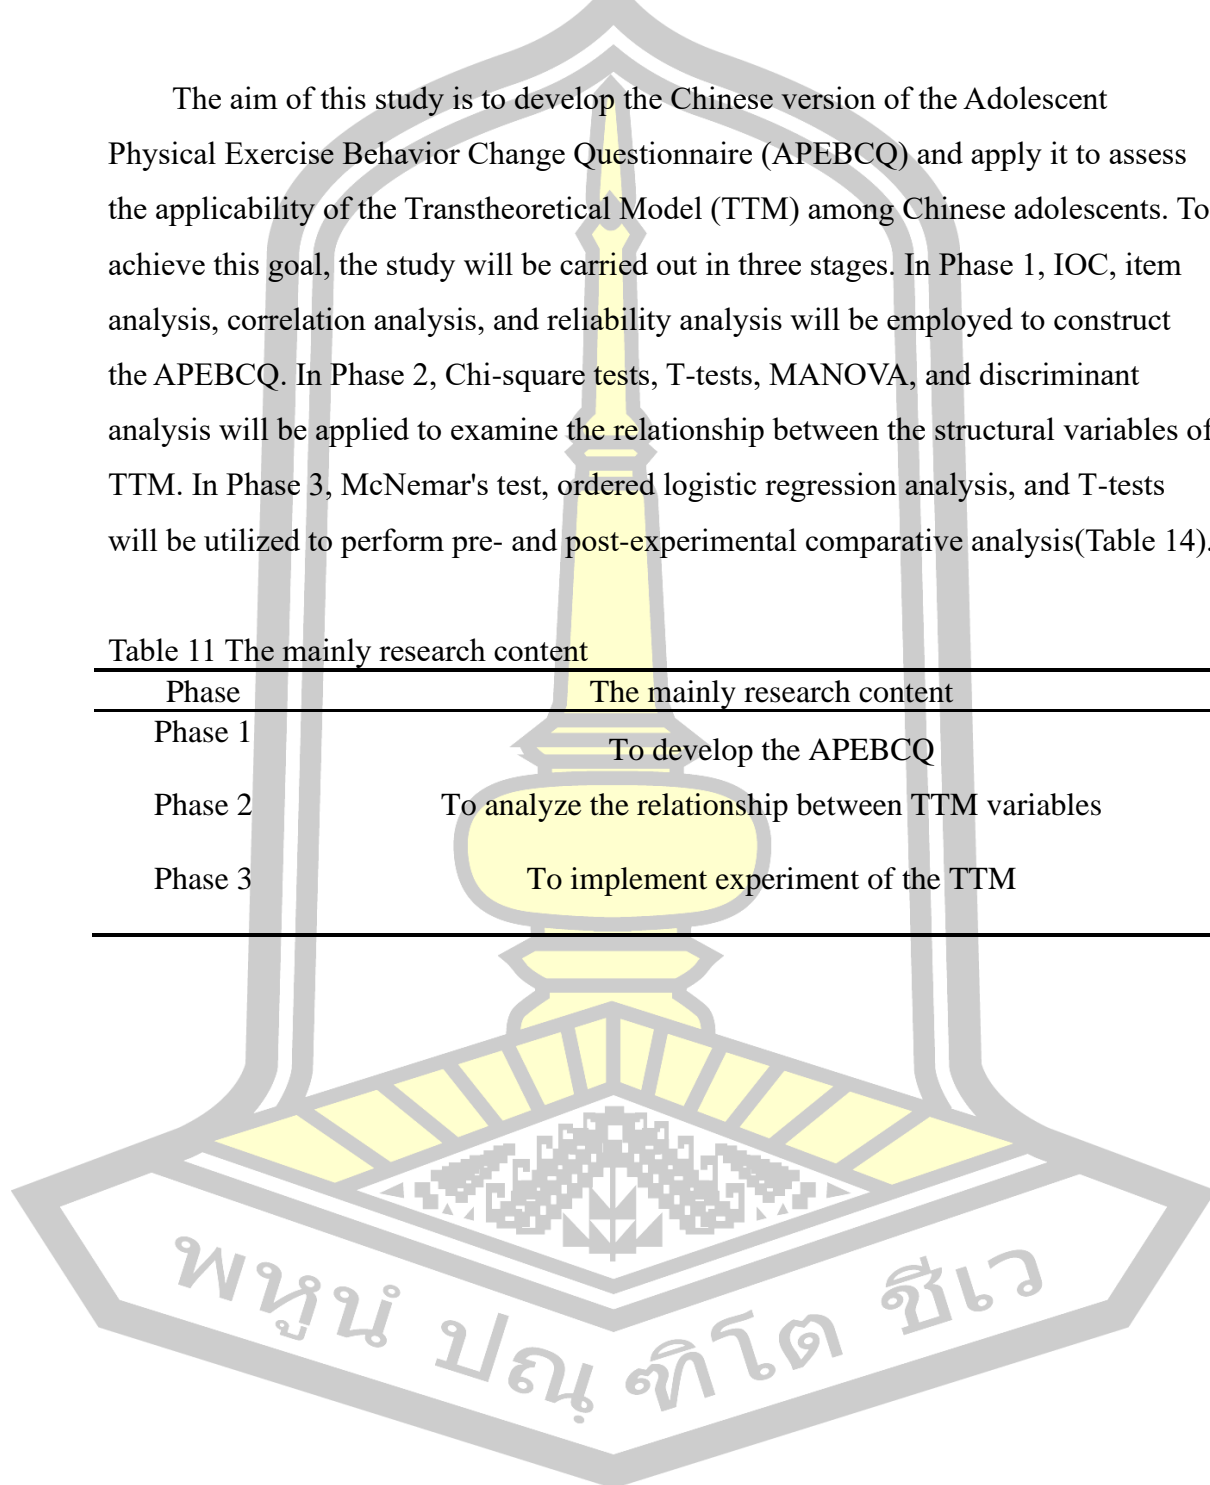 The aim of this study is to develop the Chinese version of the Adolescent
Physical Exercise Behavior Change Questionnaire (APEBCQ) and apply it to assess
the applicability of the Transtheoretical Model (TTM) among Chinese adolescents. To
achieve this goal, the study will be carried out in three stages. In Phase 1, IOC, item
analysis, correlation analysis, and reliability analysis will be employed to construct
the APEBCQ. In Phase 2, Chi-square tests, T-tests, MANOVA, and discriminant
analysis will be applied to examine the relationship between the structural variables of
TTM. In Phase 3, McNemar's test, ordered logistic regression analysis, and T-tests
will be utilized to perform pre- and post-experimental comparative analysis(Table 14).
Table 11 The mainly research content
Phase The mainly research content
Phase 1 To develop the APEBCQ
Phase 2 To analyze the relationship between TTM variables
Phase 3 To implement experiment of the TTM
พหูนํ ปณฺฑิโต ชีเว